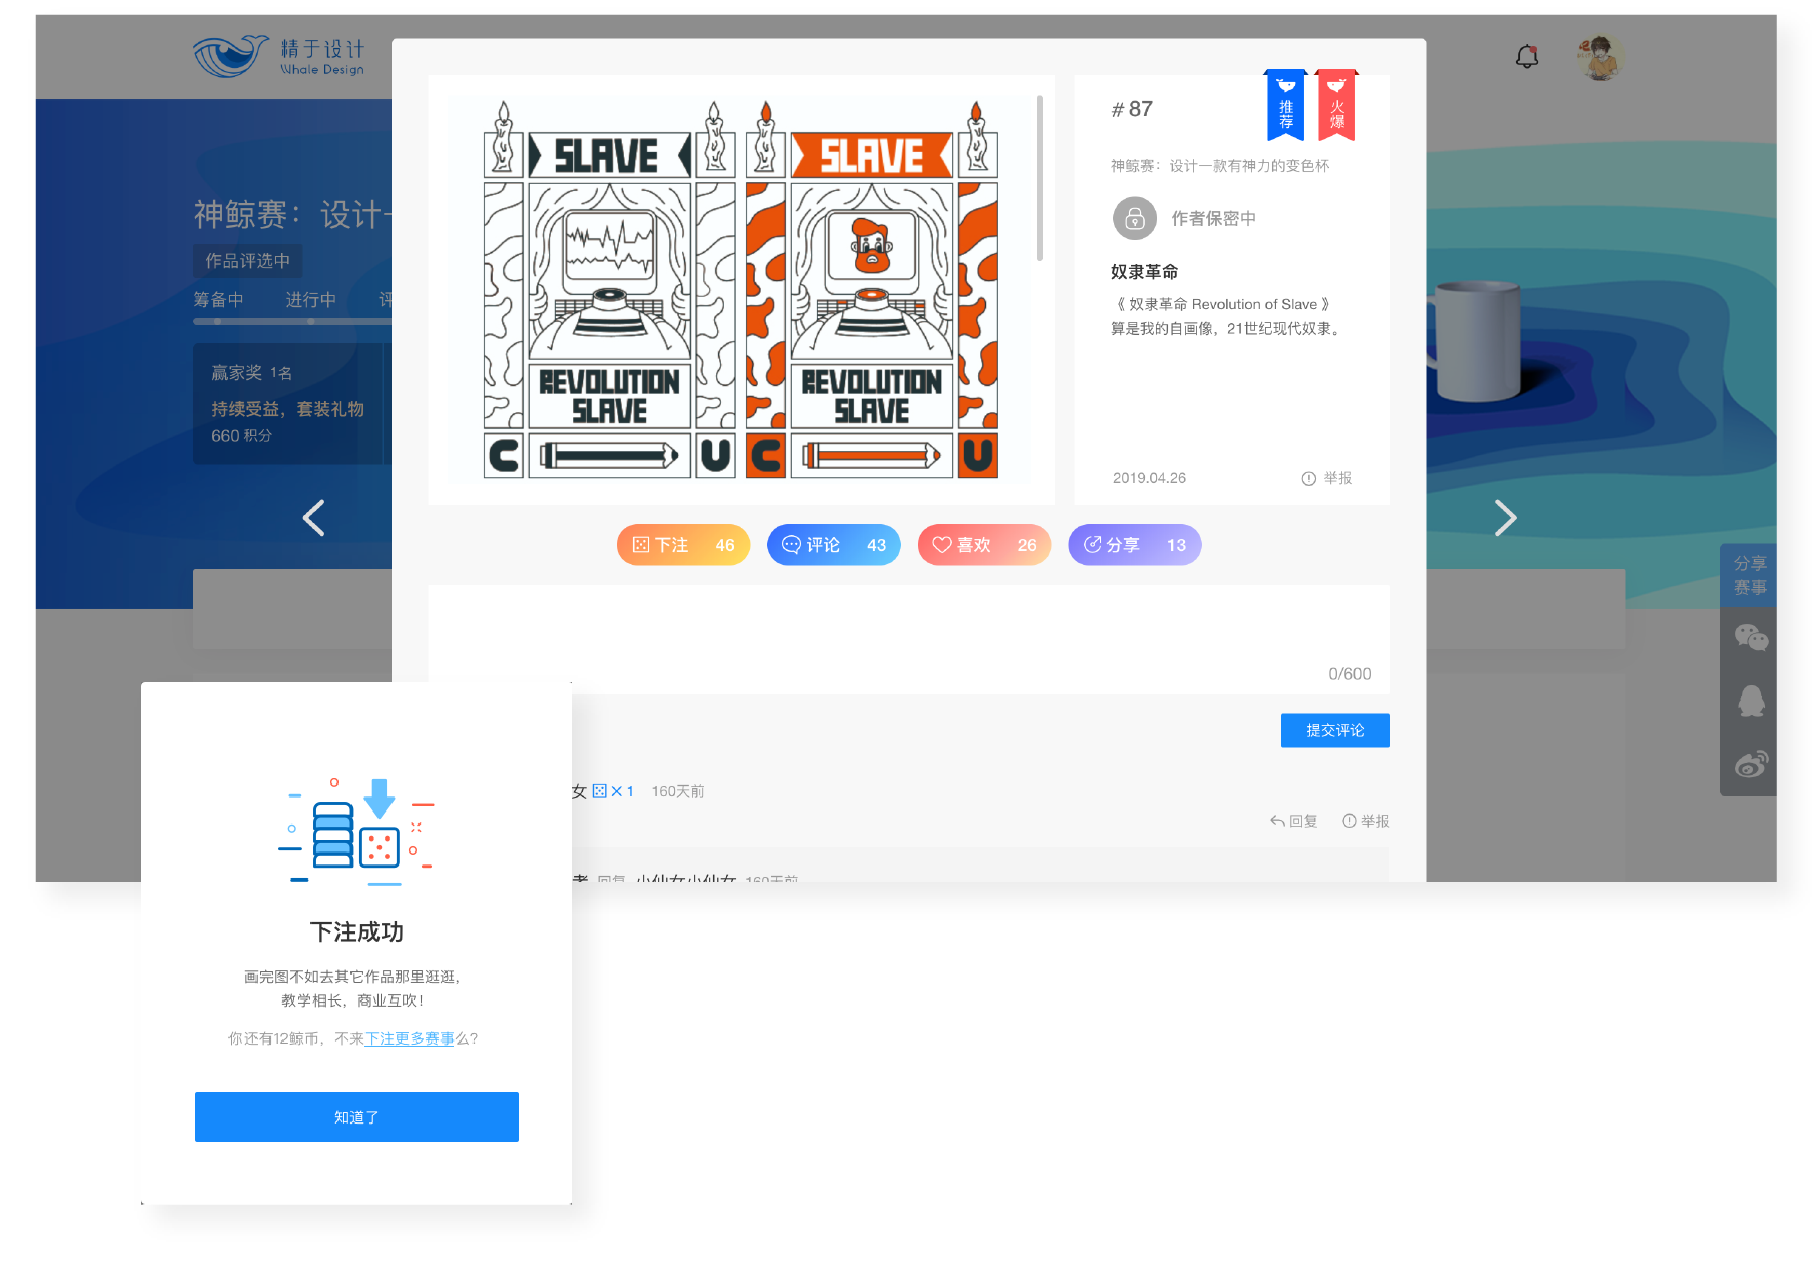 精于设计
Whale Design
神鲸赛：设计一
作品评选中
筹备中 进行中 评
赢家奖 1名
持续受益，套装礼物
660 积分
SLAVE
SLAVE
REVOLUTION
SLAVE
REVOLUTION
SLAVE
C U C U
#87
推荐
火爆
神鲸赛：设计一款有神力的变色杯
作者保密中
奴隶革命
《 奴隶革命 Revolution of Slave 》
算是我的自画像，21世纪现代奴隶。
2019.04.26
举报
下注 46
评论 43
喜欢 26
分享 13
0/600
提交评论
女 × 1 160天前
回复 举报
者 回复 小仙女小仙女 160天前
分享
赛事
下注成功
画完图不如去其它作品那里逛逛，
教学相长，商业互吹！
你还有12鲸币，不来下注更多赛事么?
知道了